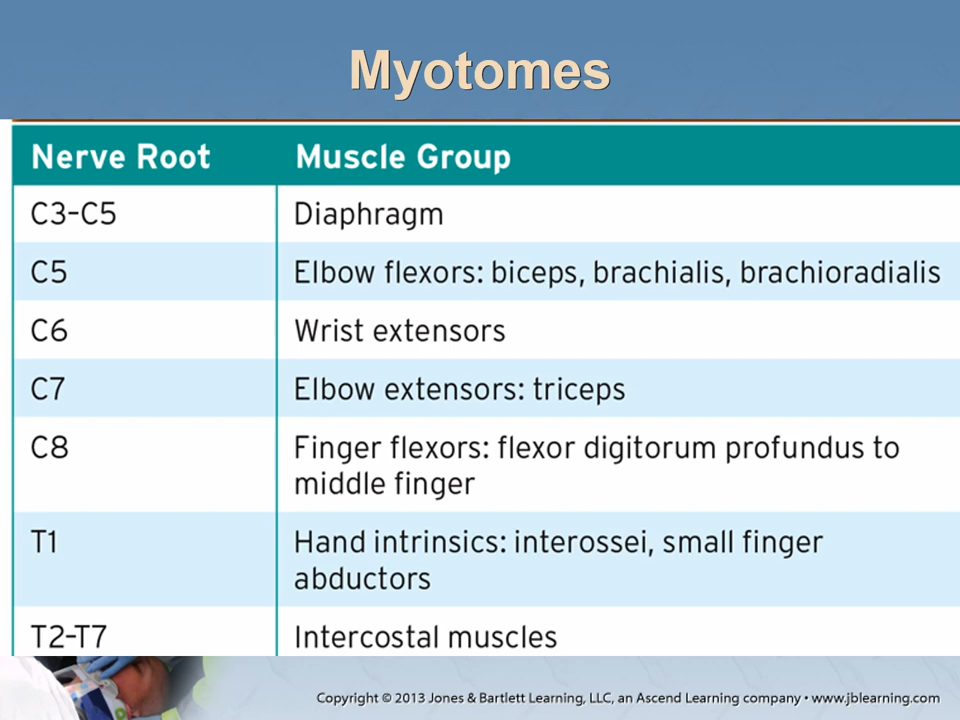 Myotomes
Nerve Root Muscle Group
C3–C5 Diaphragm
C5 Elbow flexors: biceps, brachialis, brachioradialis
C6 Wrist extensors
C7 Elbow extensors: triceps
C8 Finger flexors: flexor digitorum profundus to
middle finger
T1 Hand intrinsics: interossei, small finger
abductors
T2–T7 Intercostal muscles
Copyright © 2013 Jones & Bartlett Learning, LLC, an Ascend Learning company • www.jblearning.com